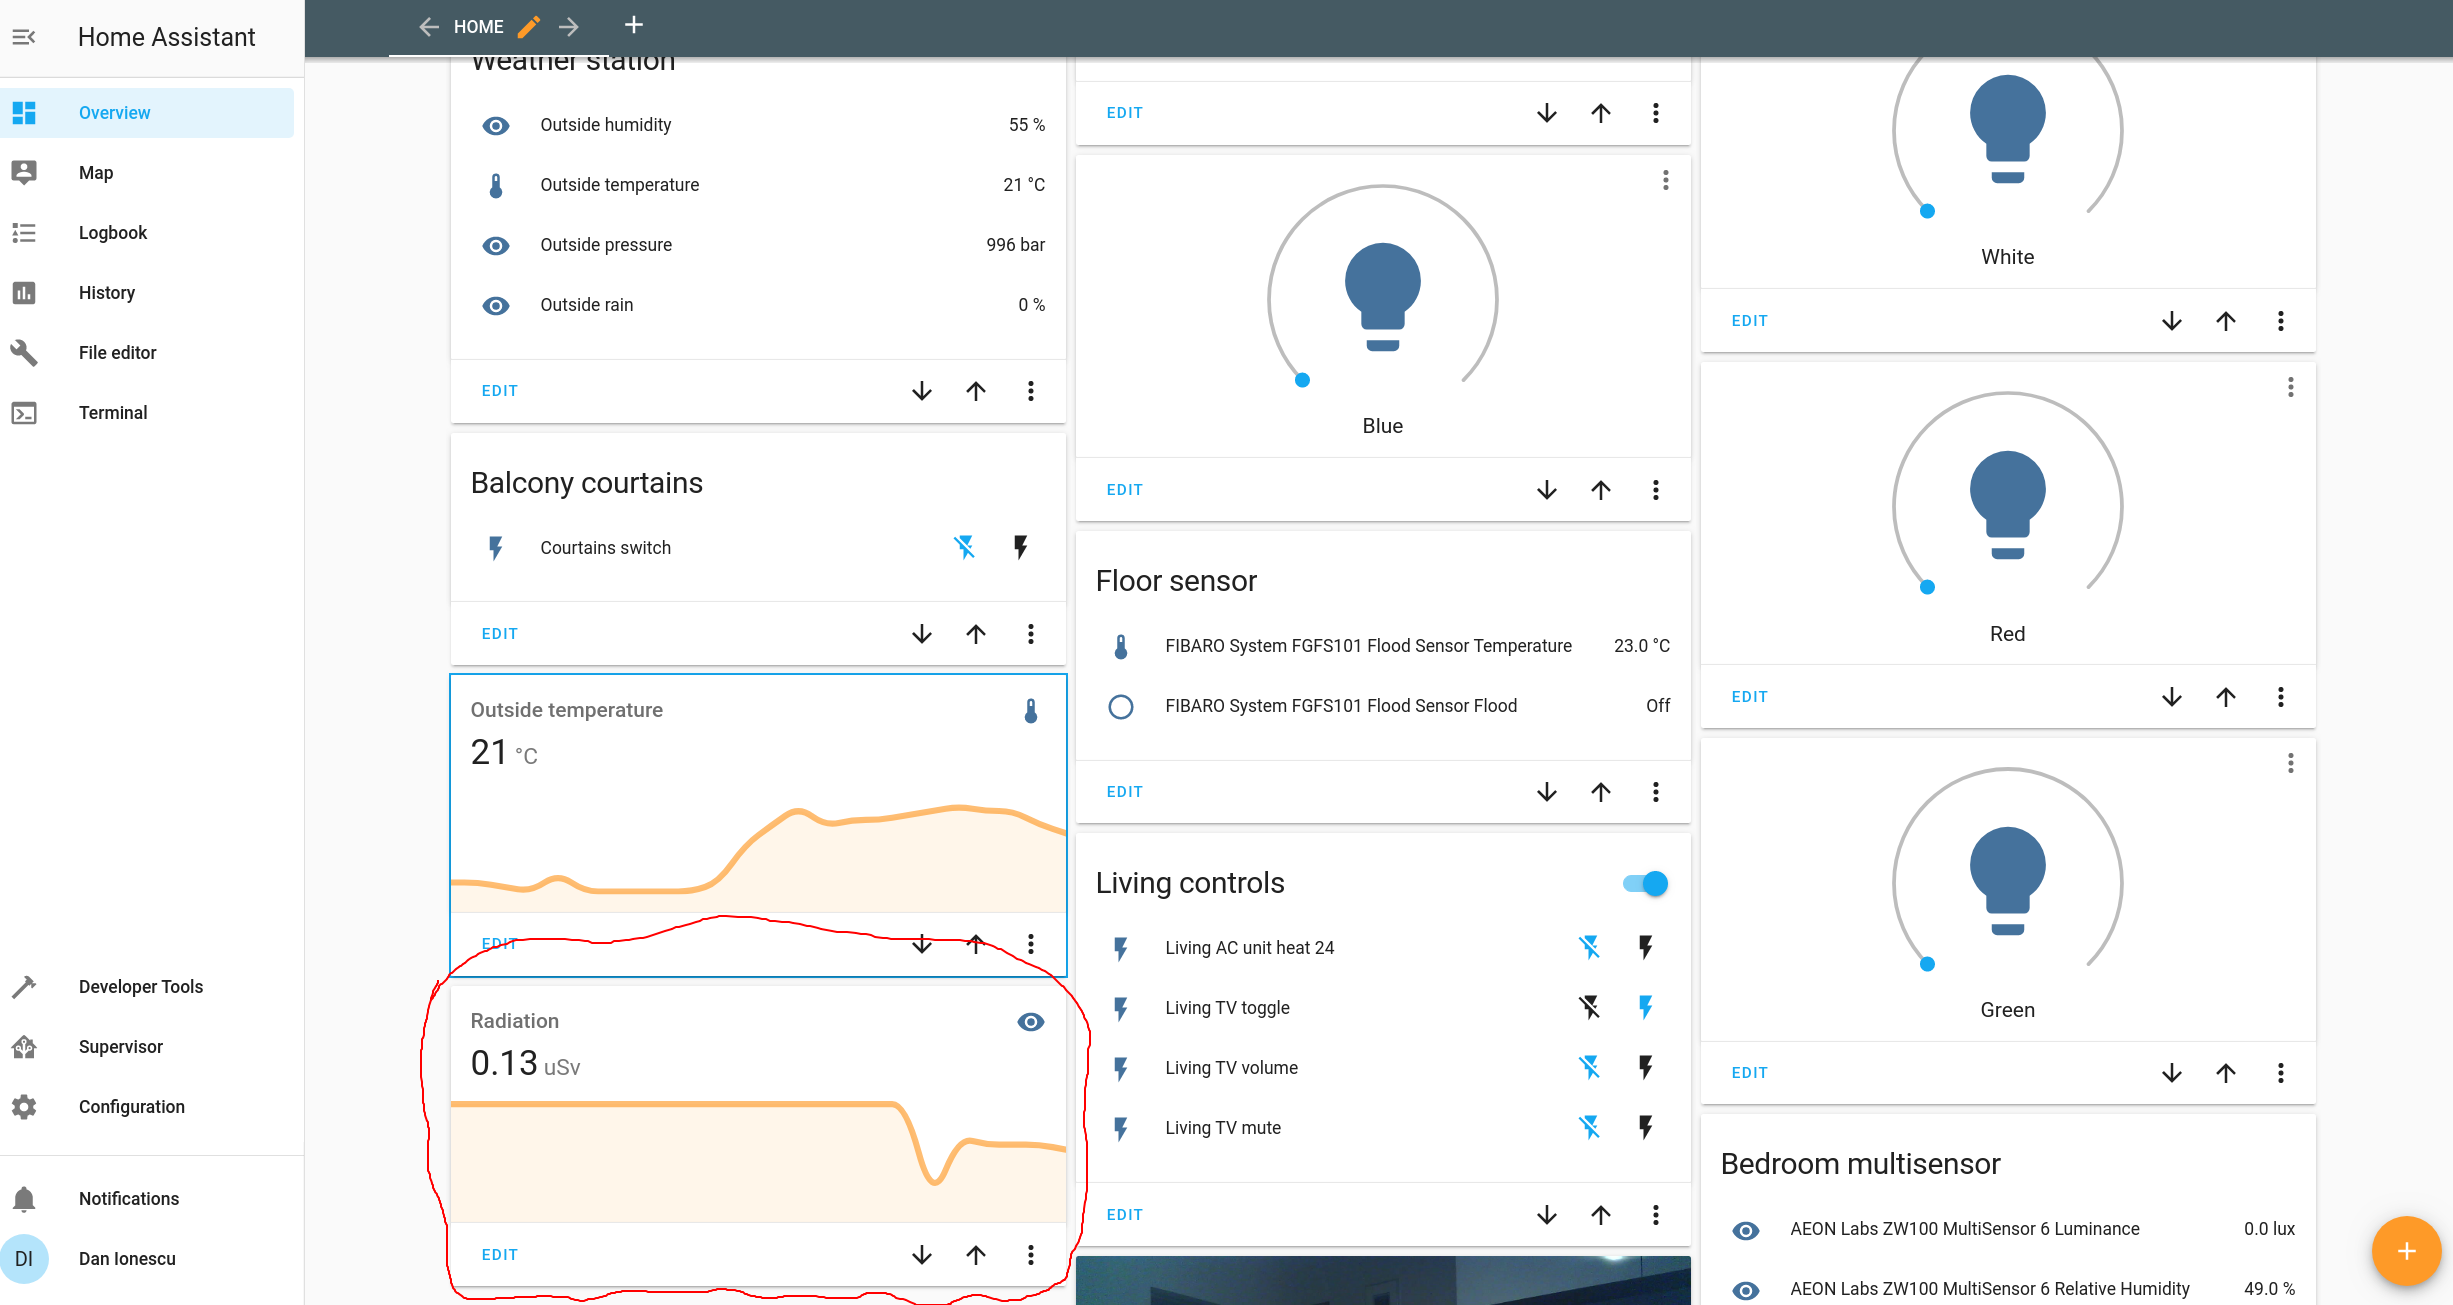 Home Assistant
Overview
Map
Logbook
History
File editor
Terminal
Developer Tools
Supervisor
Configuration
Notifications
DI Dan Ionescu
HOME
Weather station
Outside humidity 55 %
Outside temperature 21 °C
Outside pressure 996 bar
Outside rain 0 %
EDIT
Balcony courtains
Courtains switch
EDIT
Outside temperature
21 °C
EDIT
Radiation
0.13 uSv
EDIT
EDIT
Blue
EDIT
Floor sensor
FIBARO System FGFS101 Flood Sensor Temperature 23.0 °C
FIBARO System FGFS101 Flood Sensor Flood Off
EDIT
Living controls
Living AC unit heat 24
Living TV toggle
Living TV volume
Living TV mute
EDIT
White
EDIT
Red
EDIT
Green
EDIT
Bedroom multisensor
AEON Labs ZW100 MultiSensor 6 Luminance 0.0 lux
AEON Labs ZW100 MultiSensor 6 Relative Humidity 49.0 %